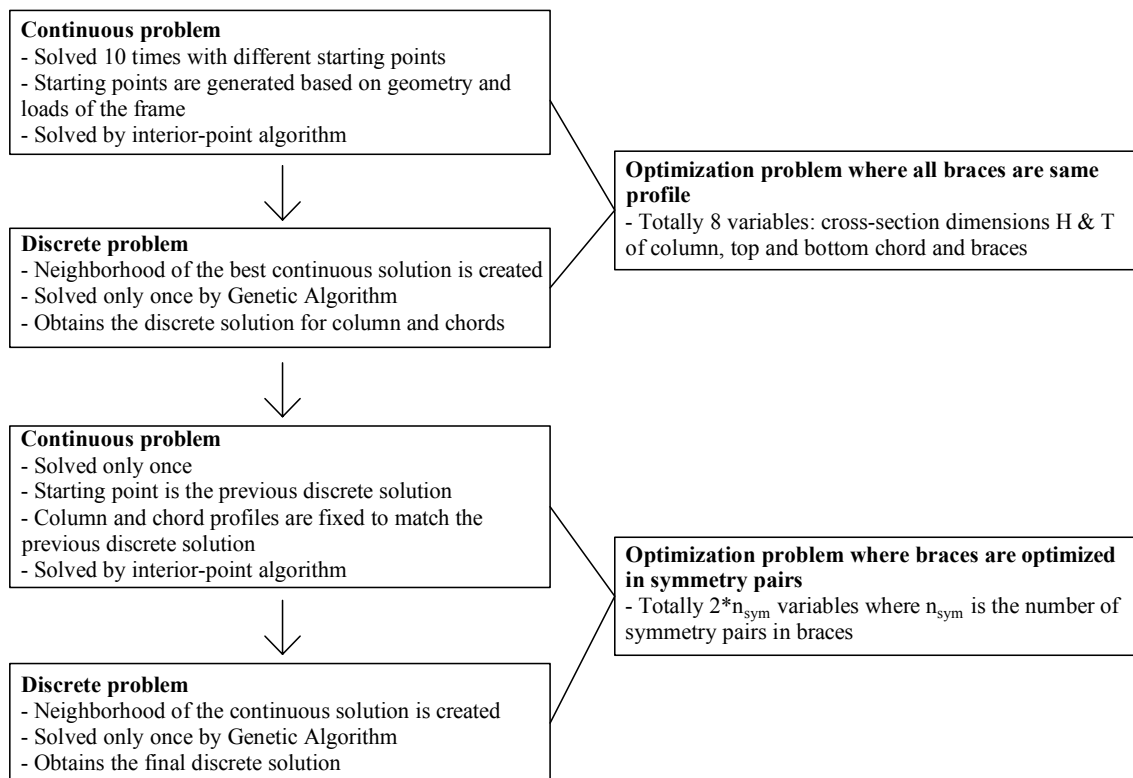 Continuous problem
- Solved 10 times with different starting points
- Starting points are generated based on geometry and
loads of the frame
- Solved by interior-point algorithm
Optimization problem where all braces are same
profile
- Totally 8 variables: cross-section dimensions H & T
of column, top and bottom chord and braces
Discrete problem
- Neighborhood of the best continuous solution is created
- Solved only once by Genetic Algorithm
- Obtains the discrete solution for column and chords
Continuous problem
- Solved only once
- Starting point is the previous discrete solution
- Column and chord profiles are fixed to match the
previous discrete solution
- Solved by interior-point algorithm
Optimization problem where braces are optimized
in symmetry pairs
- Totally 2*n_sym variables where n_sym is the number of
symmetry pairs in braces
Discrete problem
- Neighborhood of the continuous solution is created
- Solved only once by Genetic Algorithm
- Obtains the final discrete solution